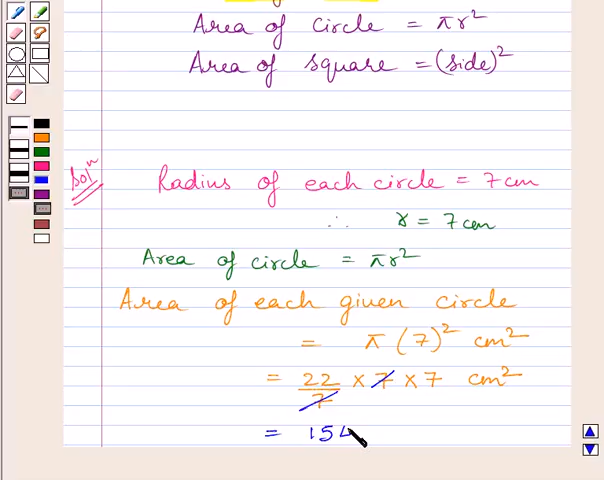 Area of circle = πr²
Area of square = (side)²
Solⁿ
Radius of each circle = 7 cm
∴ r = 7 cm
Area of circle = πr²
Area of each given circle
= π (7)² cm²
= 22/7 × 7 × 7 cm²
= 154